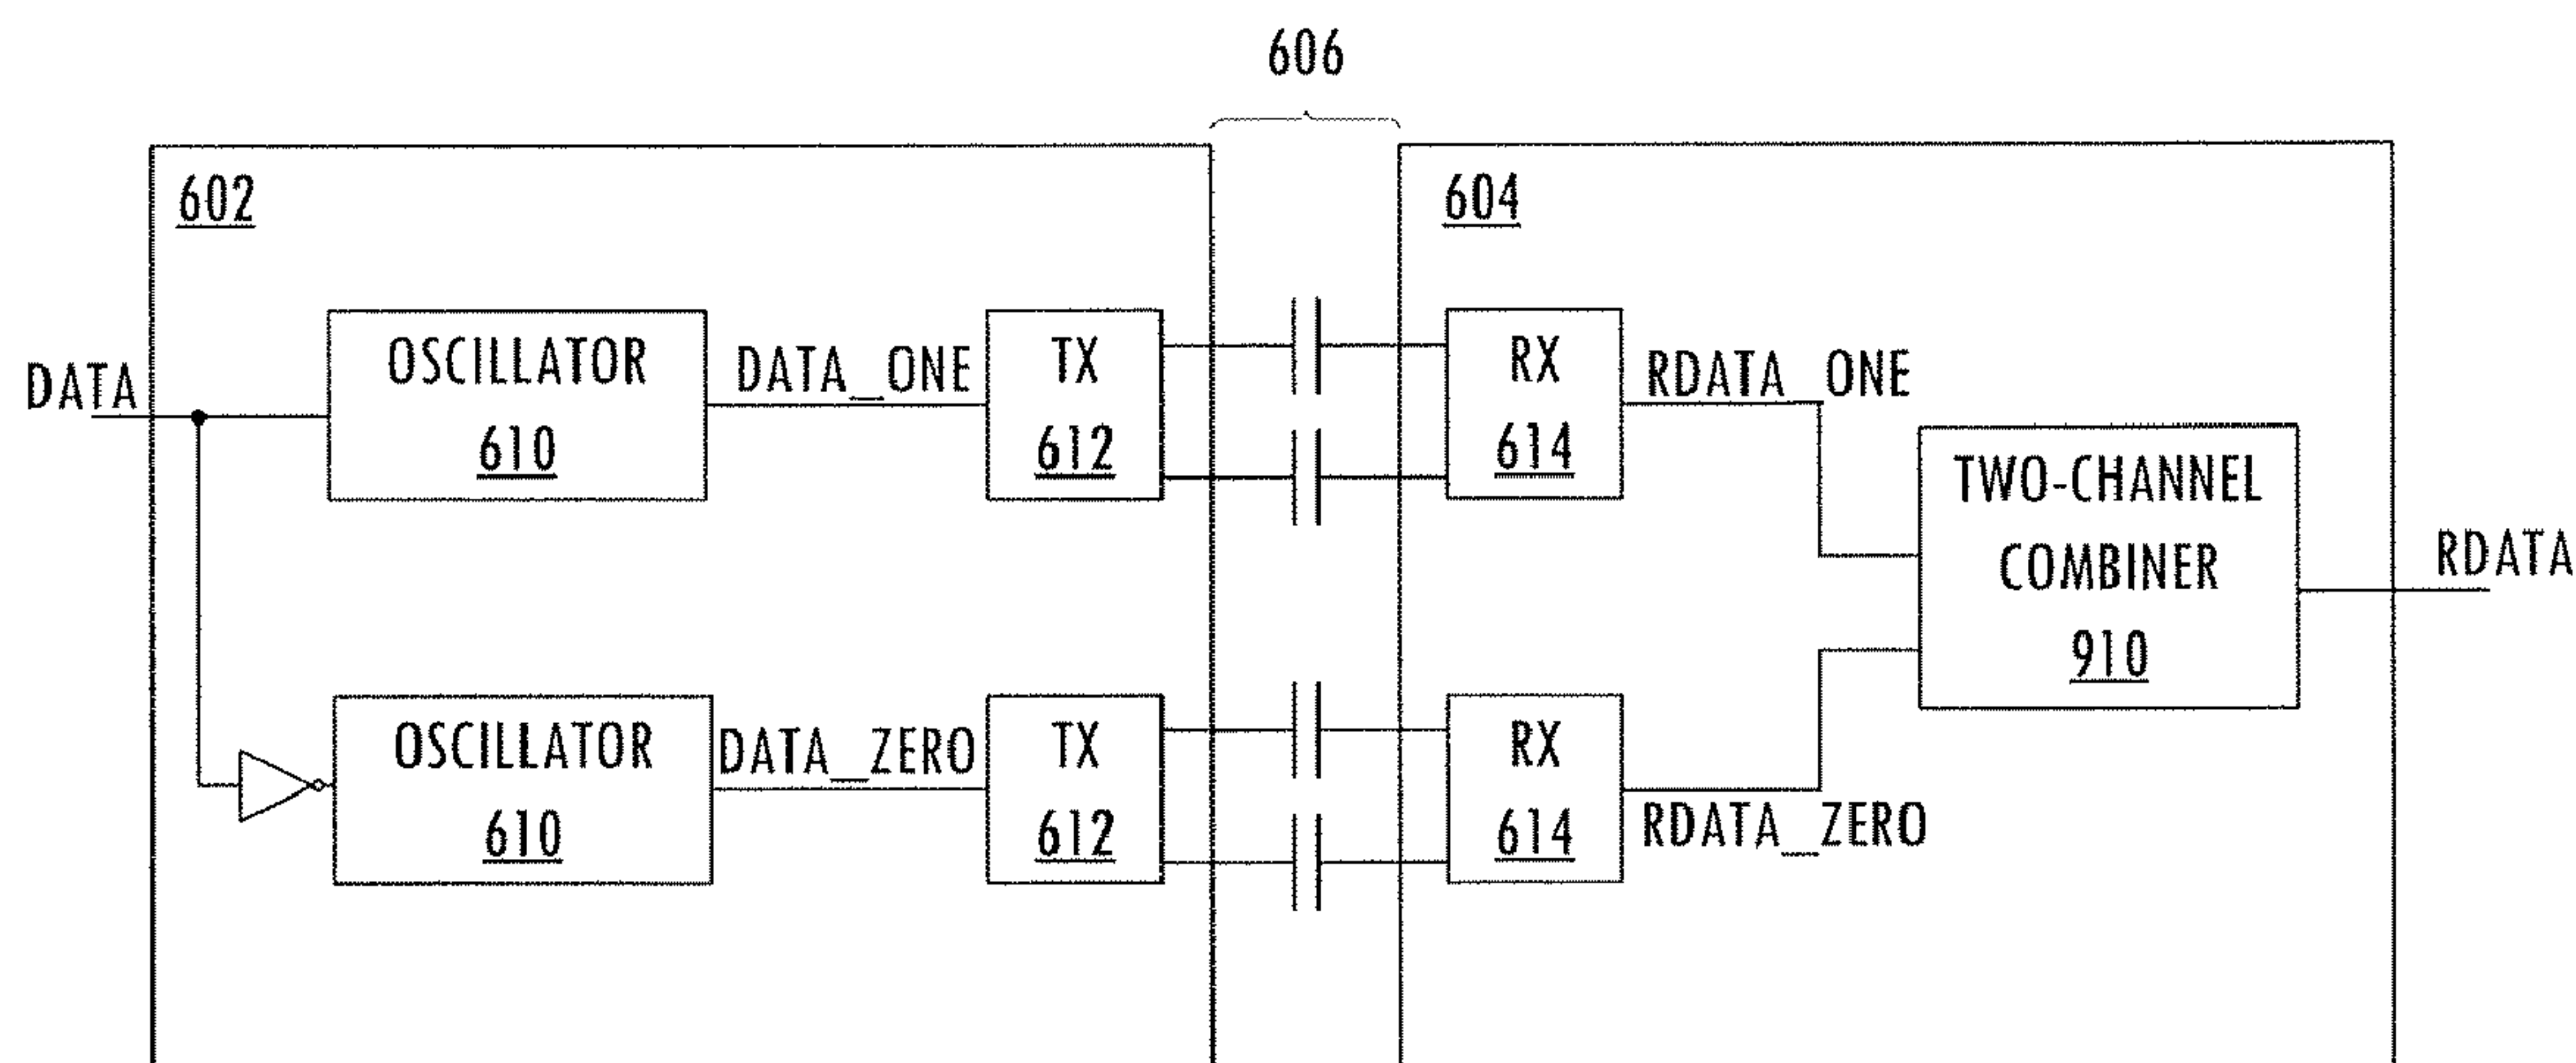 606
602
604
DATA
OSCILLATOR
610
DATA_ONE
TX
612
RX
614
RDATA_ONE
TWO-CHANNEL
COMBINER
910
RDATA
OSCILLATOR
610
DATA_ZERO
TX
612
RX
614
RDATA_ZERO